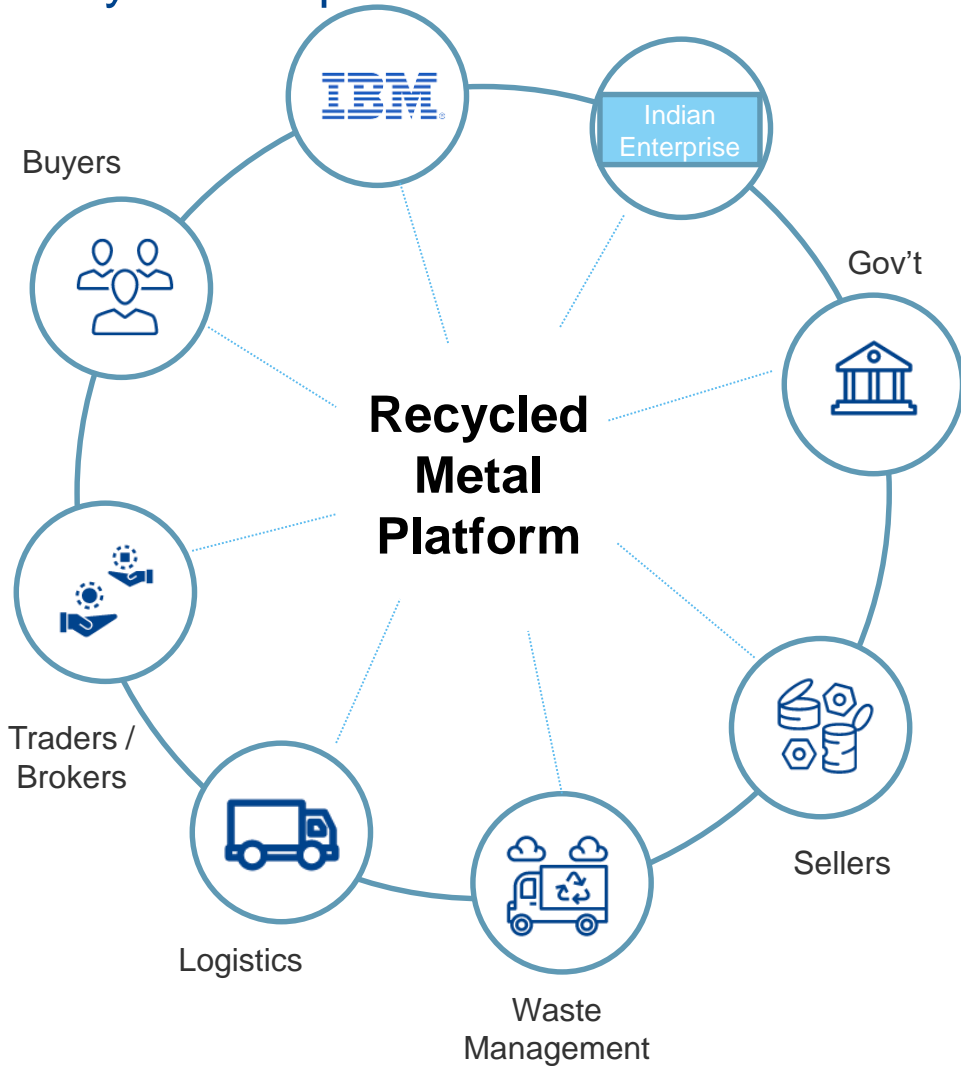 IBM®
Indian
Enterprise
Buyers
Gov't
Recycled
Metal
Platform
Traders /
Brokers
Sellers
Logistics
Waste
Management